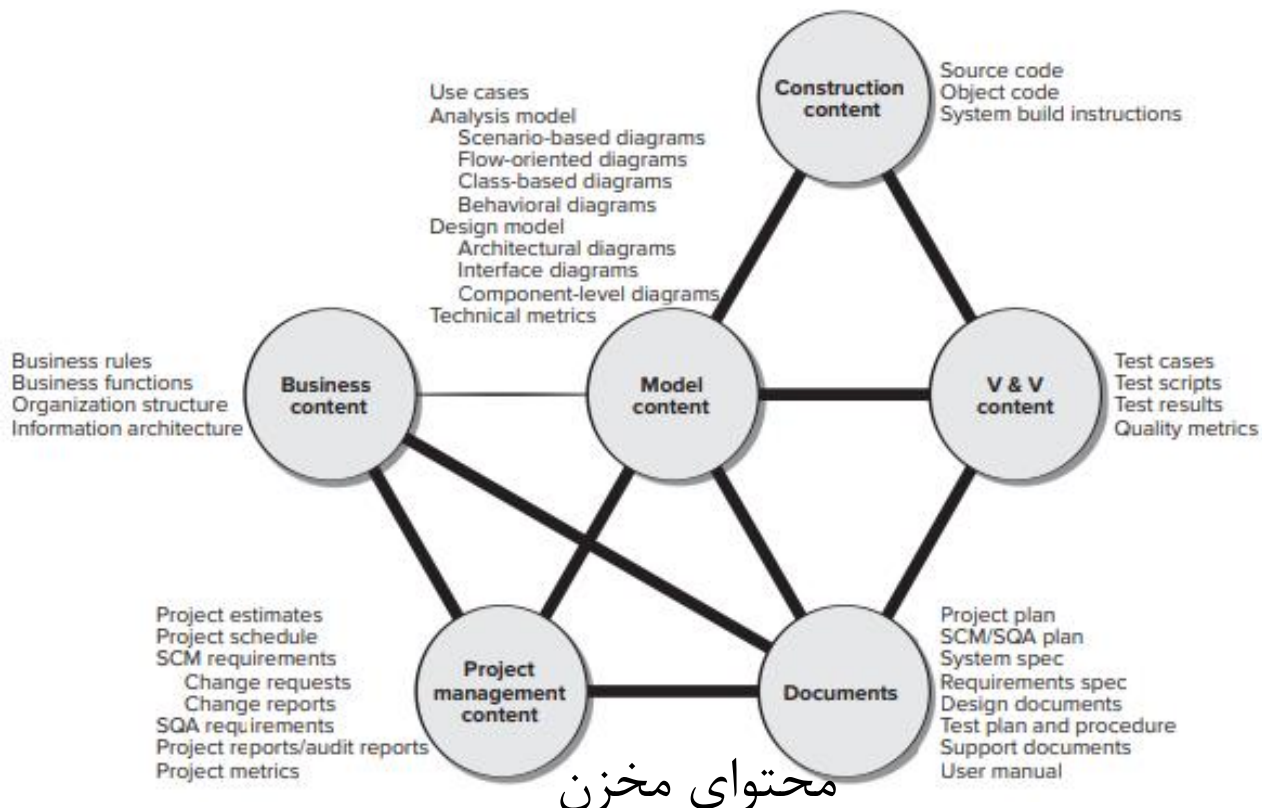 Construction
content
Source code
Object code
System build instructions
Use cases
Analysis model
Scenario-based diagrams
Flow-oriented diagrams
Class-based diagrams
Behavioral diagrams
Design model
Architectural diagrams
Interface diagrams
Component-level diagrams
Technical metrics
Business rules
Business functions
Organization structure
Information architecture
Business
content
Model
content
V & V
content
Test cases
Test scripts
Test results
Quality metrics
Project estimates
Project schedule
SCM requirements
Change requests
Change reports
SQA requirements
Project reports/audit reports
Project metrics
Project
management
content
Documents
Project plan
SCM/SQA plan
System spec
Requirements spec
Design documents
Test plan and procedure
Support documents
User manual
محتوای مخزن